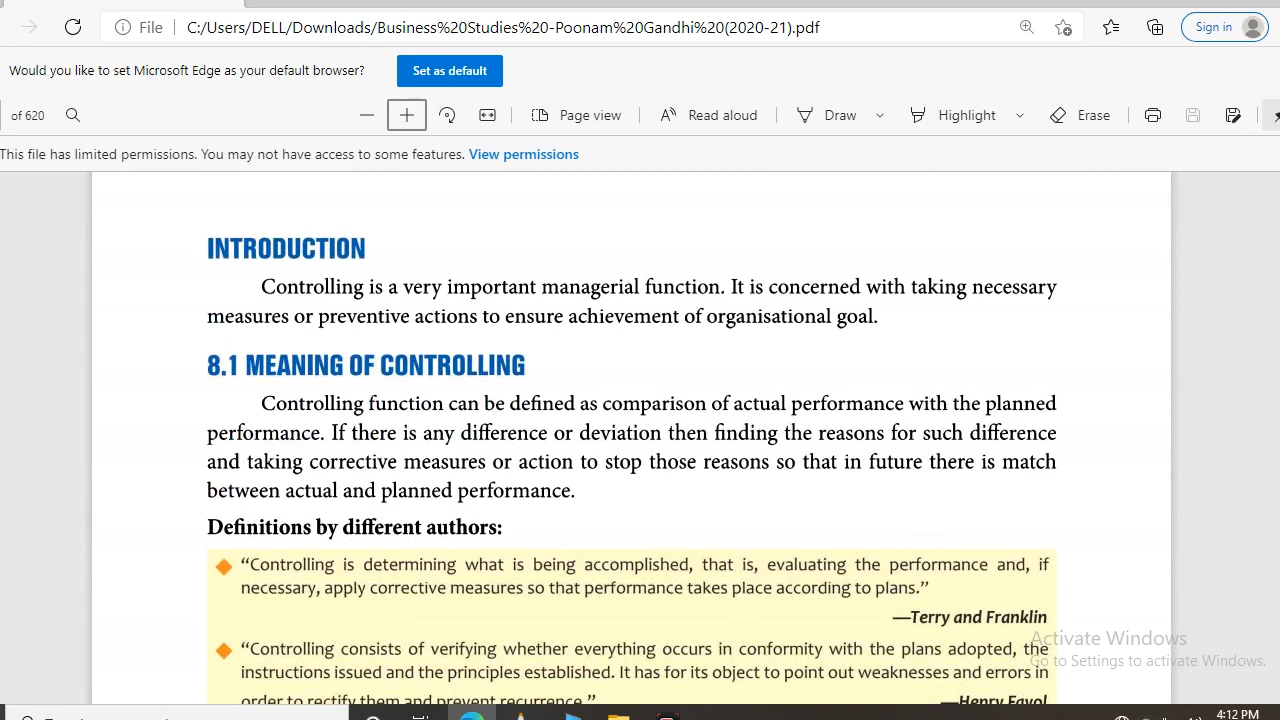 File C:/Users/DELL/Downloads/Business%20Studies%20-Poonam%20Gandhi%20(2020-21).pdf Sign in
Would you like to set Microsoft Edge as your default browser? Set as default
of 620 Page view Read aloud Draw Highlight Erase
This file has limited permissions. You may not have access to some features. View permissions
INTRODUCTION
Controlling is a very important managerial function. It is concerned with taking necessary
measures or preventive actions to ensure achievement of organisational goal.
8.1 MEANING OF CONTROLLING
Controlling function can be defined as comparison of actual performance with the planned
performance. If there is any difference or deviation then finding the reasons for such difference
and taking corrective measures or action to stop those reasons so that in future there is match
between actual and planned performance.
Definitions by different authors:
“Controlling is determining what is being accomplished, that is, evaluating the performance and, if
necessary, apply corrective measures so that performance takes place according to plans.”
—Terry and Franklin
“Controlling consists of verifying whether everything occurs in conformity with the plans adopted, the
instructions issued and the principles established. It has for its object to point out weaknesses and errors in
order to rectify them and prevent recurrence.” —Henry Fayol
Activate Windows
Go to Settings to activate Windows.
4:12 PM